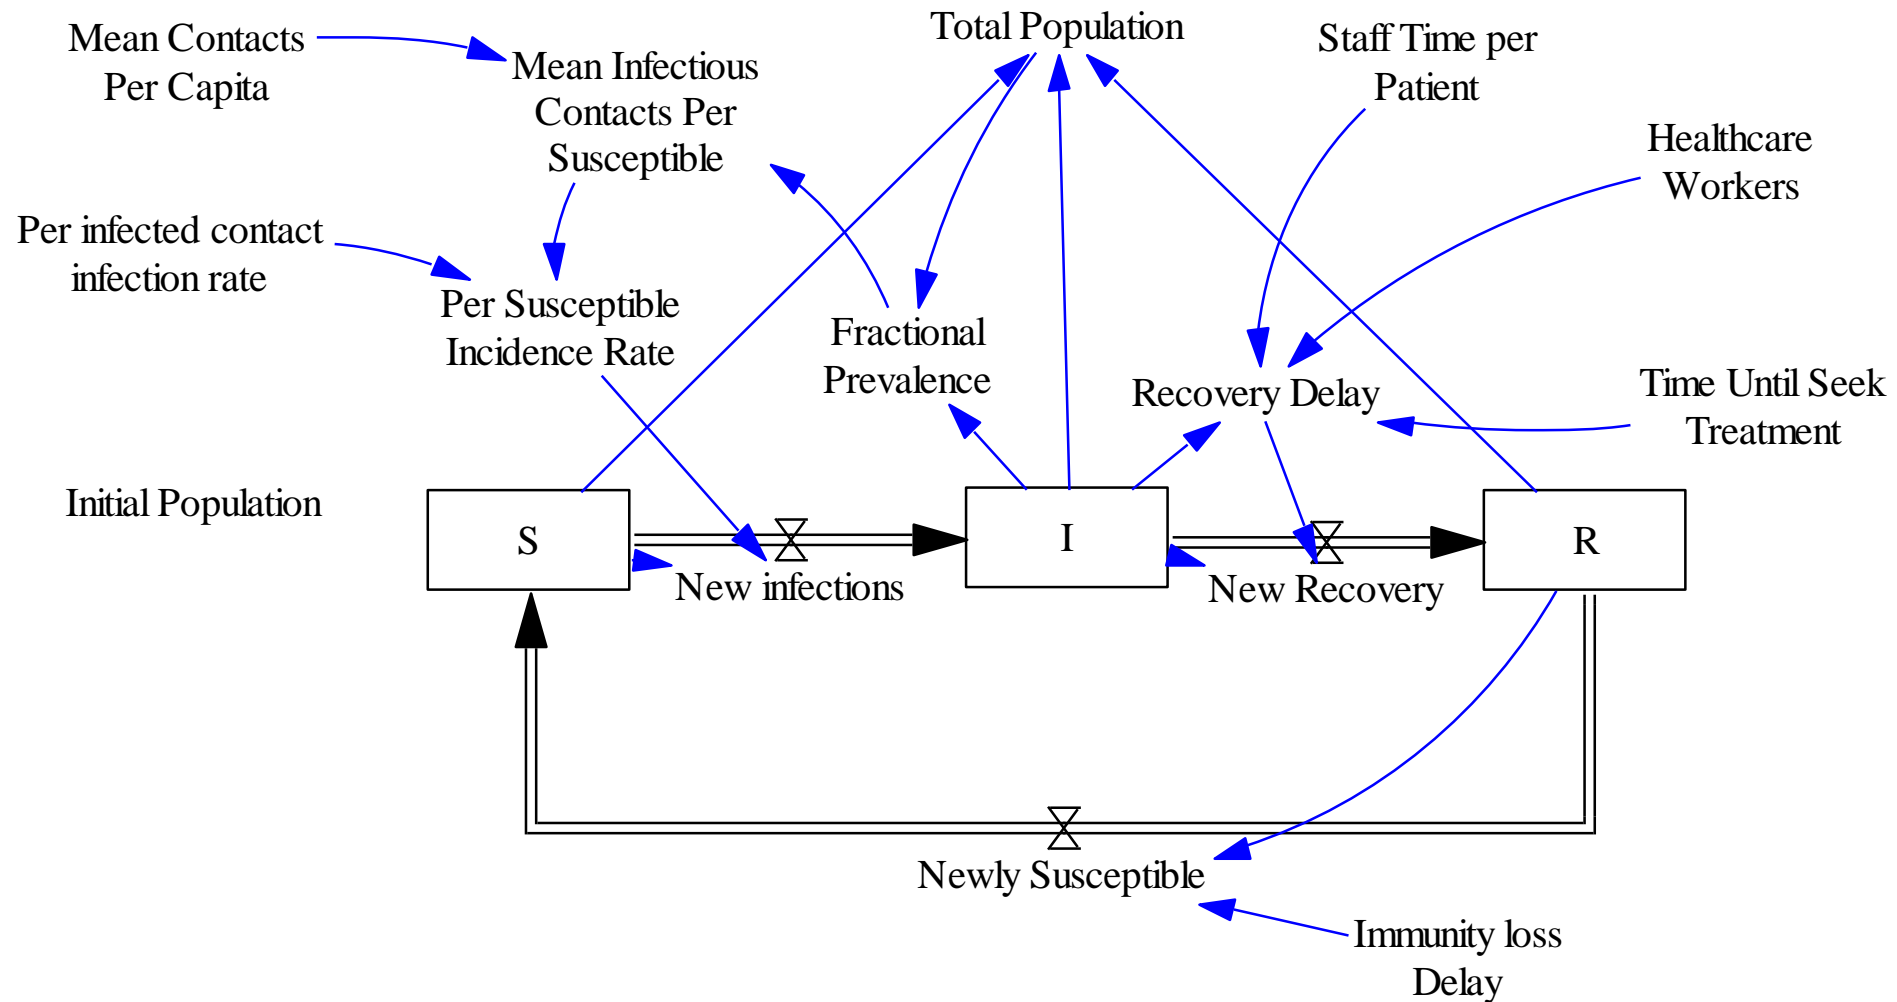 Mean Contacts
Per Capita
Mean Infectious
Contacts Per
Susceptible
Total Population
Staff Time per
Patient
Healthcare
Workers
Per infected contact
infection rate
Per Susceptible
Incidence Rate
Fractional
Prevalence
Recovery Delay
Time Until Seek
Treatment
Initial Population
S
I
R
New infections
New Recovery
Newly Susceptible
Immunity loss
Delay